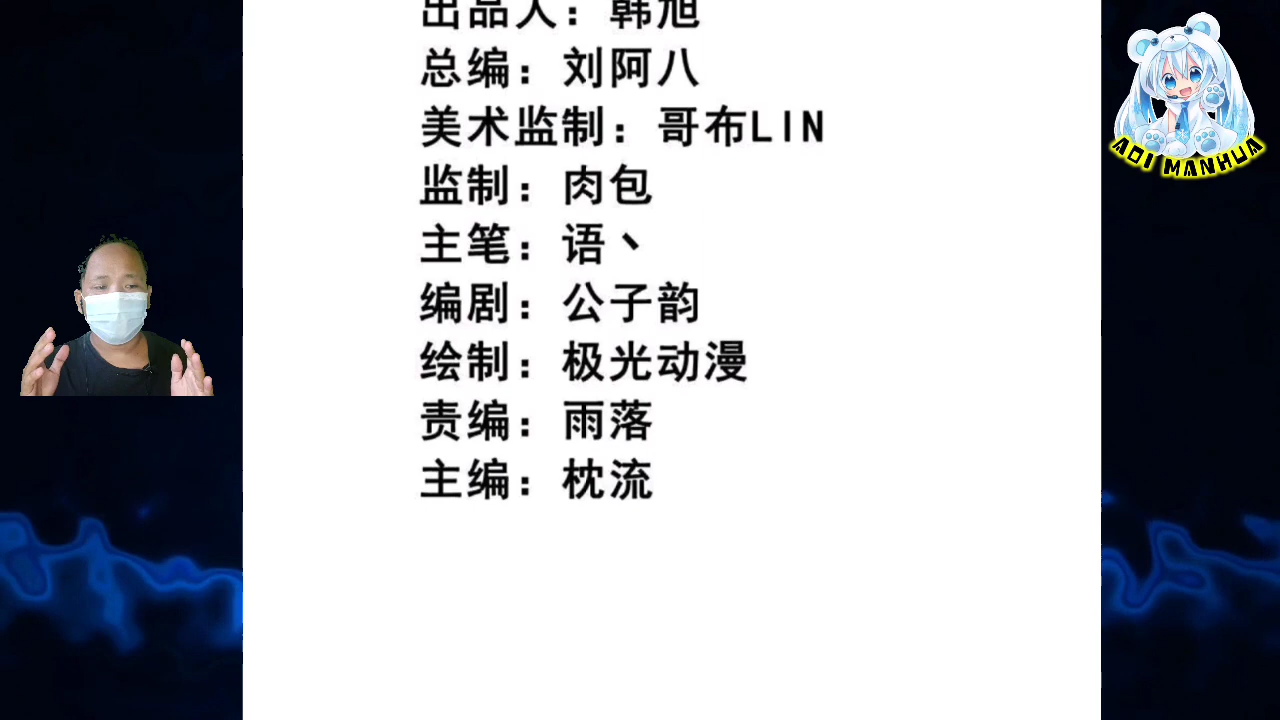 出品人：韩旭
总编：刘阿八
美术监制：哥布LIN
监制：肉包
主笔：语丶
编剧：公子韵
绘制：极光动漫
责编：雨落
主编：枕流
AOI MANHUA